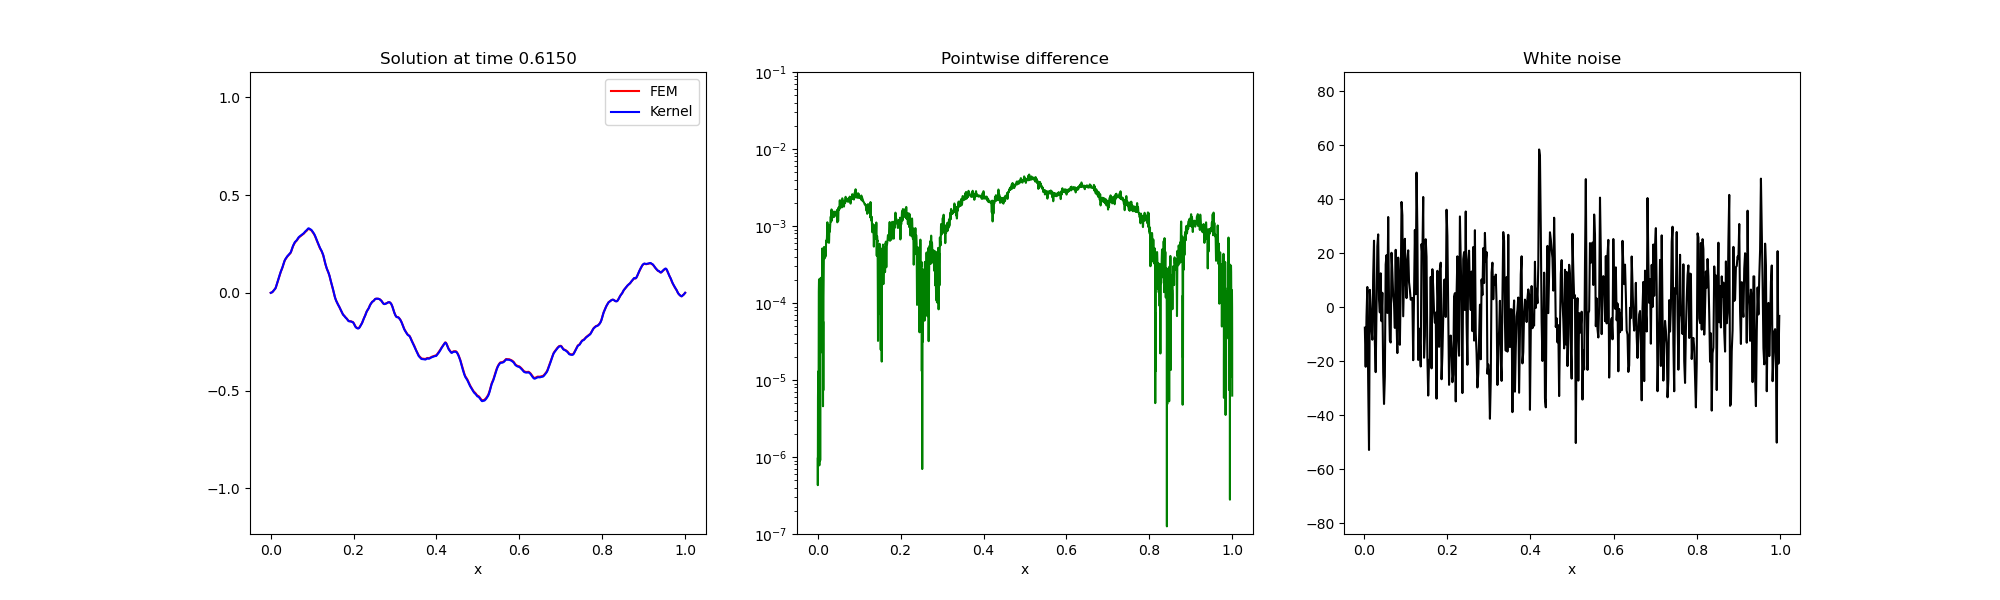 Solution at time 0.6150
1.0
0.5
0.0
−0.5
−1.0
0.0 0.2 0.4 0.6 0.8 1.0
x
FEM
Kernel
Pointwise difference
10⁻¹
10⁻²
10⁻³
10⁻⁴
10⁻⁵
10⁻⁶
10⁻⁷
0.0 0.2 0.4 0.6 0.8 1.0
x
White noise
80
60
40
20
0
−20
−40
−60
−80
0.0 0.2 0.4 0.6 0.8 1.0
x